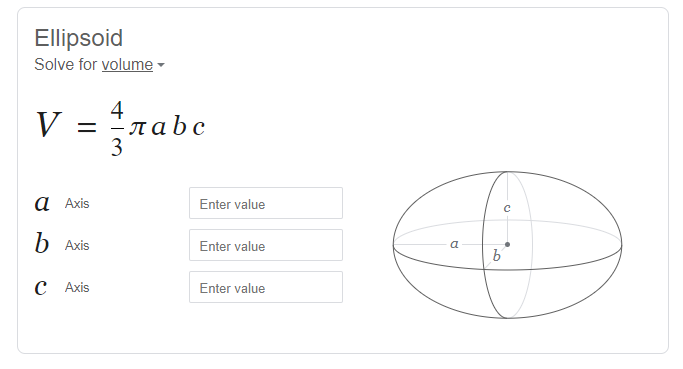 Ellipsoid
Solve for volume
V = 4/3 π a b c
a Axis Enter value
b Axis Enter value
c Axis Enter value
c
a
b